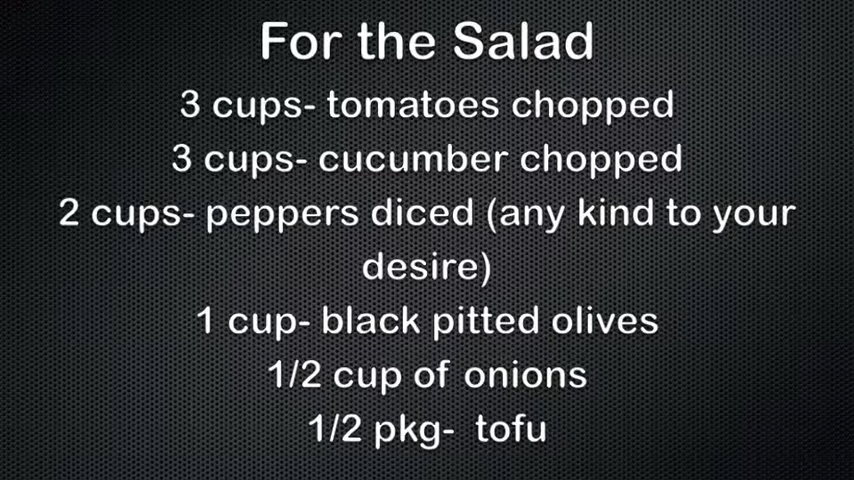 For the Salad
3 cups- tomatoes chopped
3 cups- cucumber chopped
2 cups- peppers diced (any kind to your
desire)
1 cup- black pitted olives
1/2 cup of onions
1/2 pkg-  tofu